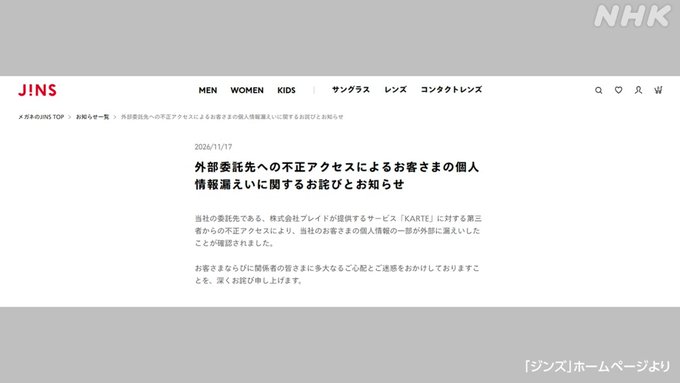 NHK
J!NS
MEN WOMEN KIDS サングラス レンズ コンタクトレンズ
メガネのJINS TOP > お知らせ一覧 > 外部委託先への不正アクセスによるお客さまの個人情報漏えいに関するお詫びとお知らせ
2026/11/17
外部委託先への不正アクセスによるお客さまの個人
情報漏えいに関するお詫びとお知らせ
当社の委託先である、株式会社プレイドが提供するサービス「KARTE」に対する第三
者からの不正アクセスにより、当社のお客さまの個人情報の一部が外部に漏えいした
ことが確認されました。
お客さまならびに関係者の皆さまに多大なるご心配とご迷惑をおかけしておりますこ
とを、深くお詫び申し上げます。
「ジンズ」ホームページより